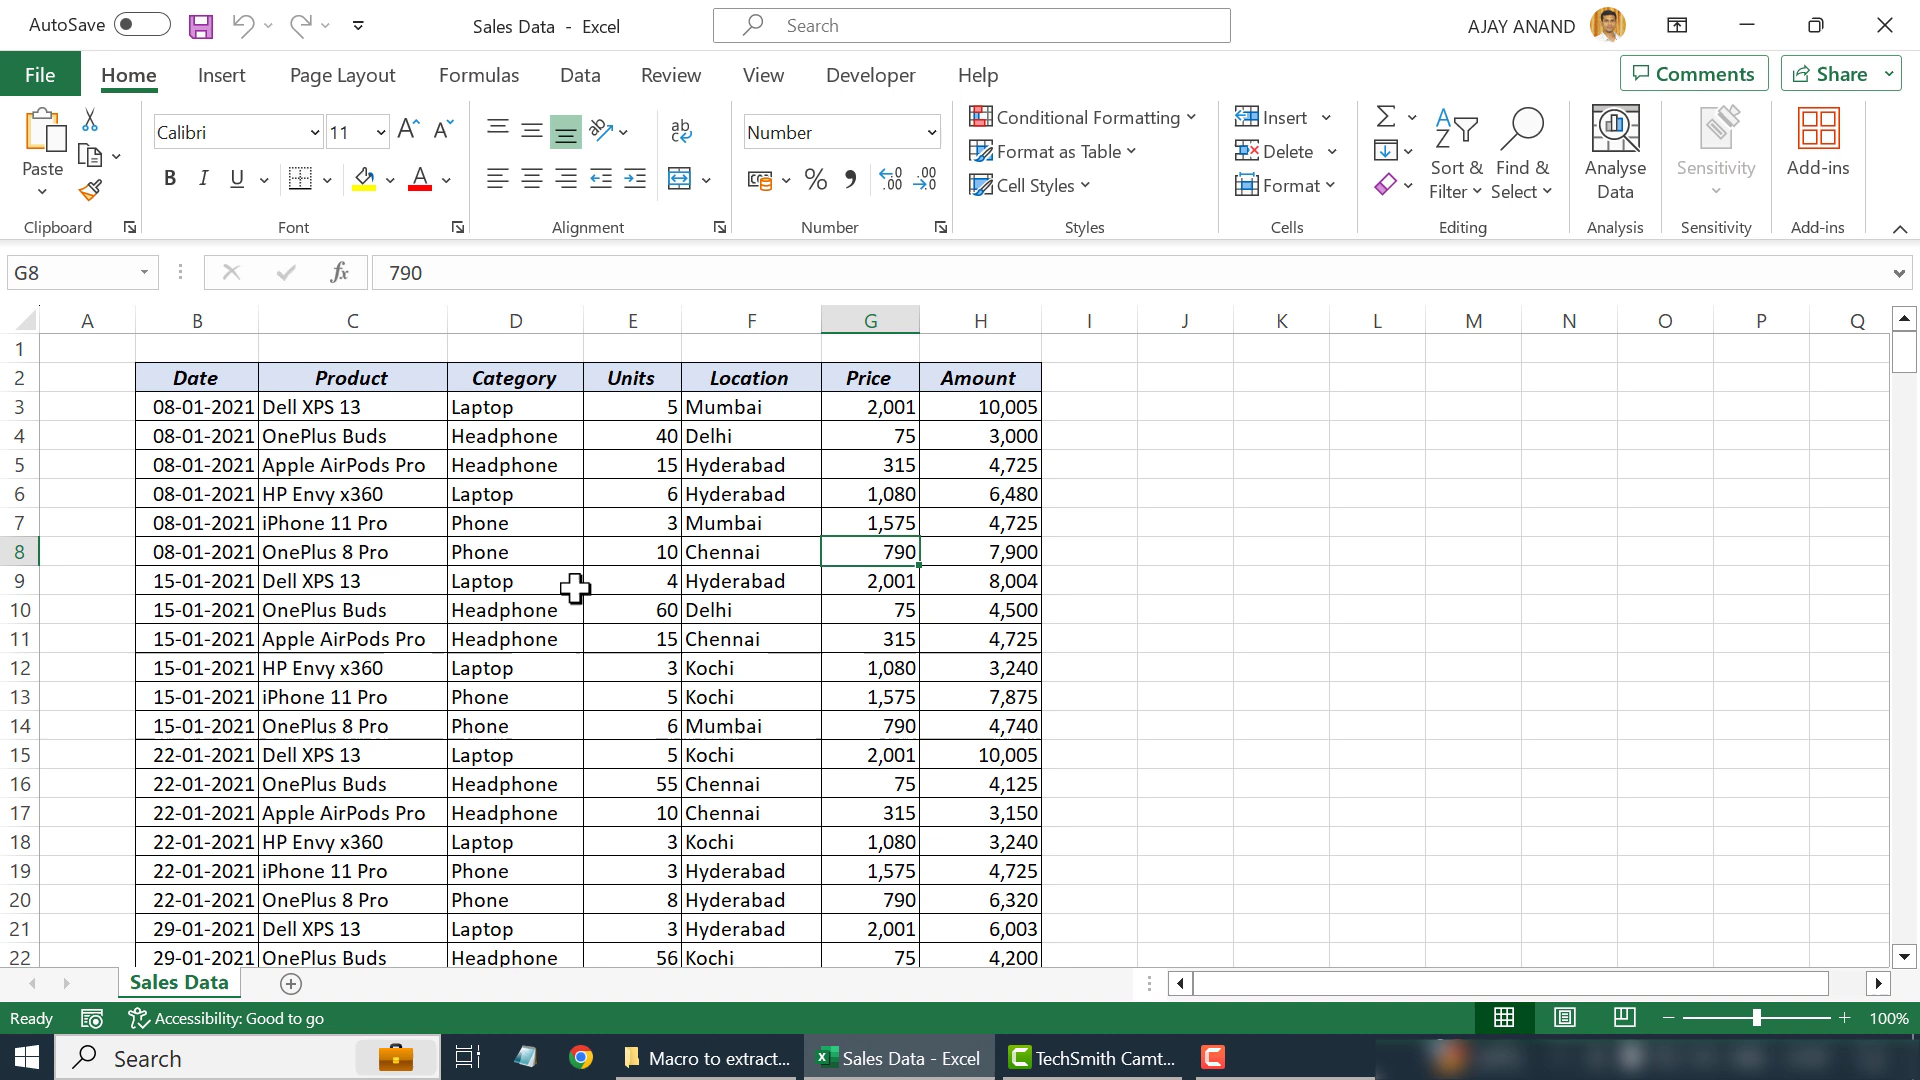 AutoSave Sales Data - Excel Search AJAY ANAND
File Home Insert Page Layout Formulas Data Review View Developer Help Comments Share
Paste Calibri 11 Number Conditional Formatting Insert
Format as Table Delete Sort & Find & Analyse Sensitivity Add-ins
Cell Styles Format Filter Select Data
Clipboard Font Alignment Number Styles Cells Editing Analysis Sensitivity Add-ins
G8 fx 790
A B C D E F G H I J K L M N O P Q
1
2 Date Product Category Units Location Price Amount
3 08-01-2021 Dell XPS 13 Laptop 5 Mumbai 2,001 10,005
4 08-01-2021 OnePlus Buds Headphone 40 Delhi 75 3,000
5 08-01-2021 Apple AirPods Pro Headphone 15 Hyderabad 315 4,725
6 08-01-2021 HP Envy x360 Laptop 6 Hyderabad 1,080 6,480
7 08-01-2021 iPhone 11 Pro Phone 3 Mumbai 1,575 4,725
8 08-01-2021 OnePlus 8 Pro Phone 10 Chennai 790 7,900
9 15-01-2021 Dell XPS 13 Laptop 4 Hyderabad 2,001 8,004
10 15-01-2021 OnePlus Buds Headphone 60 Delhi 75 4,500
11 15-01-2021 Apple AirPods Pro Headphone 15 Chennai 315 4,725
12 15-01-2021 HP Envy x360 Laptop 3 Kochi 1,080 3,240
13 15-01-2021 iPhone 11 Pro Phone 5 Kochi 1,575 7,875
14 15-01-2021 OnePlus 8 Pro Phone 6 Mumbai 790 4,740
15 22-01-2021 Dell XPS 13 Laptop 5 Kochi 2,001 10,005
16 22-01-2021 OnePlus Buds Headphone 55 Chennai 75 4,125
17 22-01-2021 Apple AirPods Pro Headphone 10 Chennai 315 3,150
18 22-01-2021 HP Envy x360 Laptop 3 Kochi 1,080 3,240
19 22-01-2021 iPhone 11 Pro Phone 3 Hyderabad 1,575 4,725
20 22-01-2021 OnePlus 8 Pro Phone 8 Hyderabad 790 6,320
21 29-01-2021 Dell XPS 13 Laptop 3 Hyderabad 2,001 6,003
22 29-01-2021 OnePlus Buds Headphone 56 Kochi 75 4,200
Sales Data
Ready Accessibility: Good to go 100%
Search Macro to extract... Sales Data - Excel TechSmith Camt...